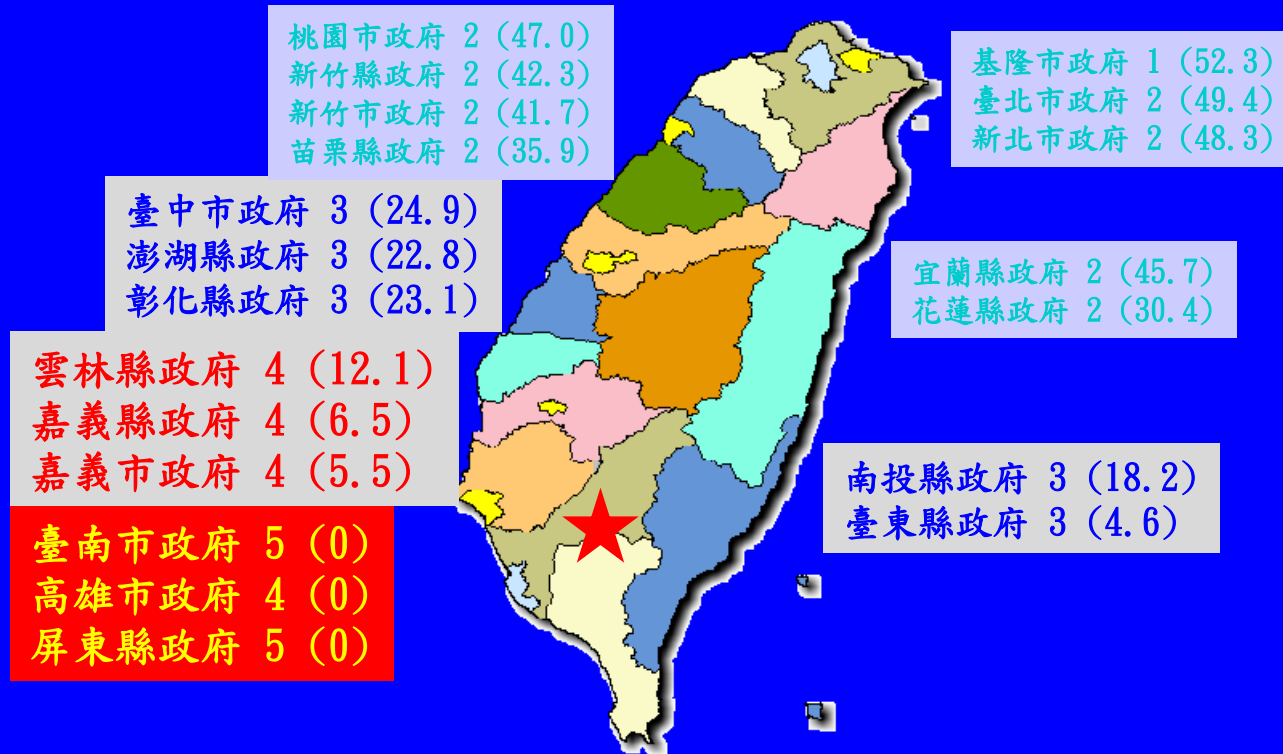 桃園市政府 2 (47.0)
新竹縣政府 2 (42.3)
新竹市政府 2 (41.7)
苗栗縣政府 2 (35.9)
基隆市政府 1 (52.3)
臺北市政府 2 (49.4)
新北市政府 2 (48.3)
臺中市政府 3 (24.9)
澎湖縣政府 3 (22.8)
彰化縣政府 3 (23.1)
宜蘭縣政府 2 (45.7)
花蓮縣政府 2 (30.4)
雲林縣政府 4 (12.1)
嘉義縣政府 4 (6.5)
嘉義市政府 4 (5.5)
南投縣政府 3 (18.2)
臺東縣政府 3 (4.6)
臺南市政府 5 (0)
高雄市政府 4 (0)
屏東縣政府 5 (0)